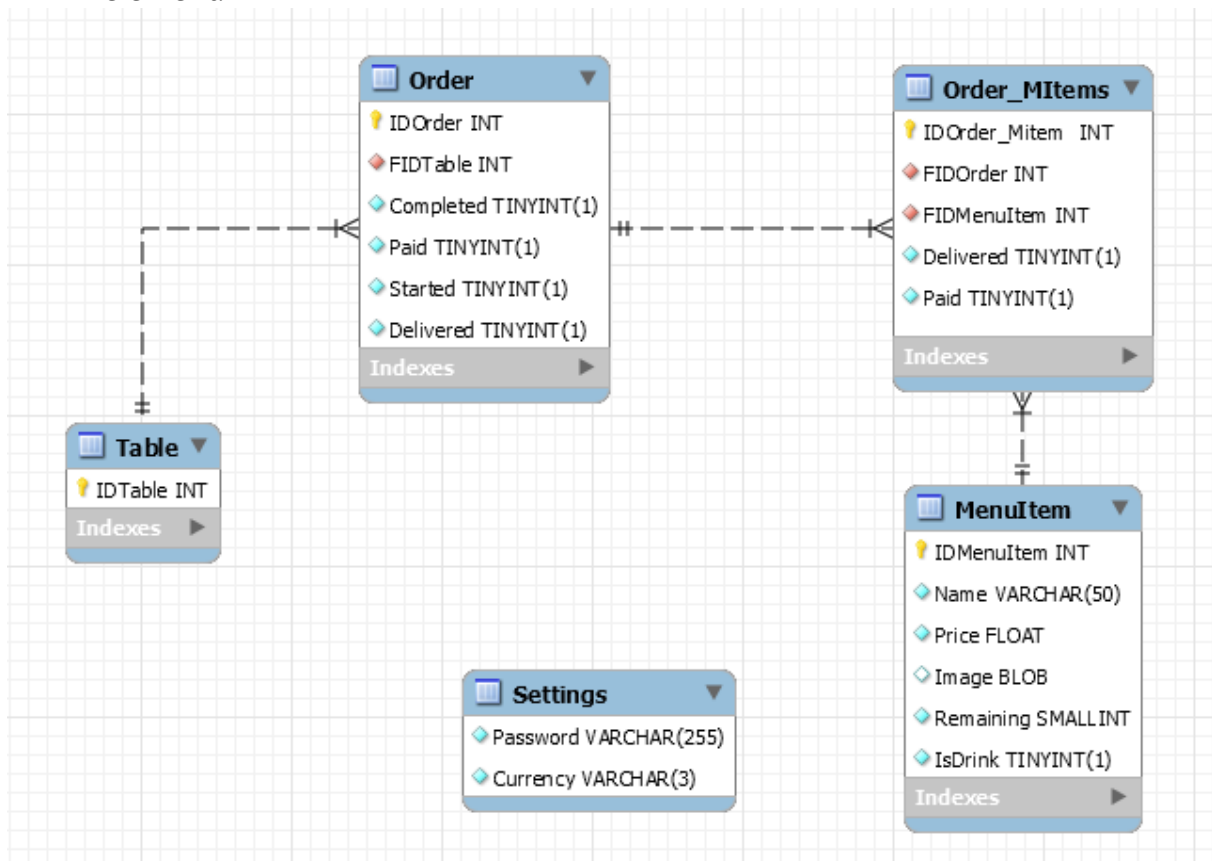 Order
IDOrder INT
FIDTable INT
Completed TINYINT(1)
Paid TINYINT(1)
Started TINYINT(1)
Delivered TINYINT(1)
Indexes
Order_MItems
IDOrder_Mitem INT
FIDOrder INT
FIDMenuItem INT
Delivered TINYINT(1)
Paid TINYINT(1)
Indexes
Table
IDTable INT
Indexes
MenuItem
IDMenuItem INT
Name VARCHAR(50)
Price FLOAT
Image BLOB
Remaining SMALLINT
IsDrink TINYINT(1)
Indexes
Settings
Password VARCHAR(255)
Currency VARCHAR(3)